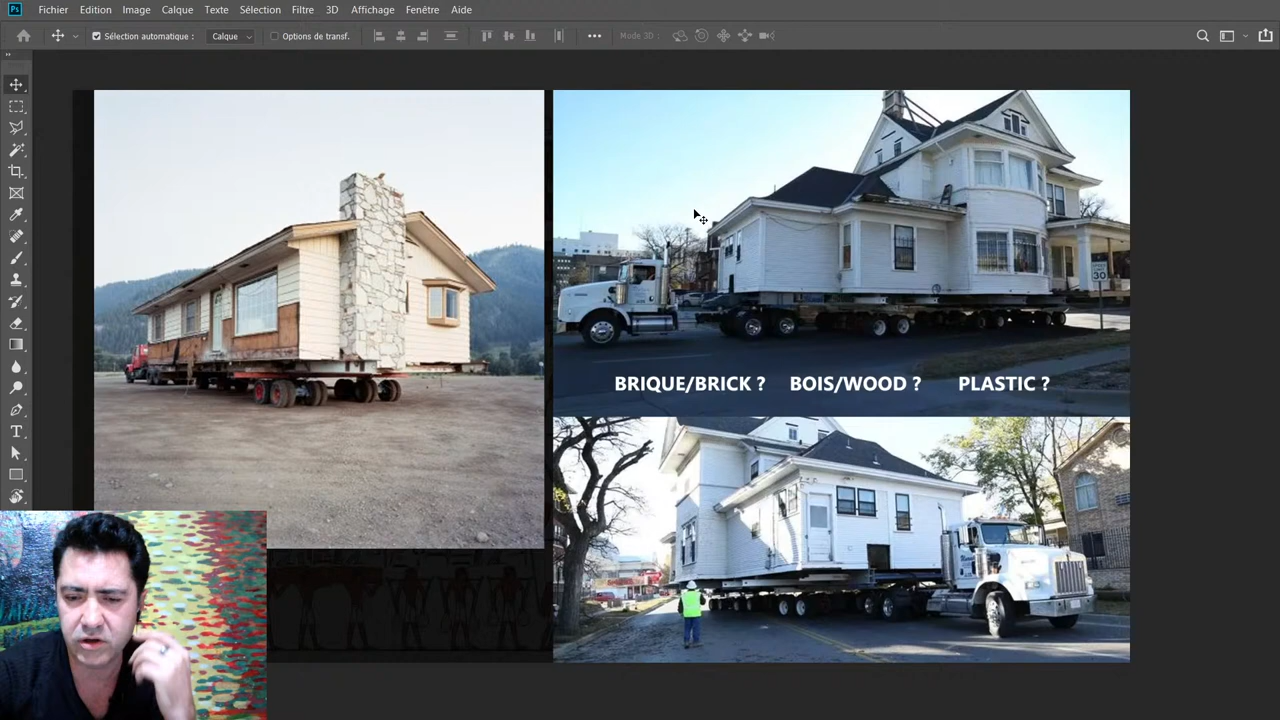 Ps Fichier Edition Image Calque Texte Sélection Filtre 3D Affichage Fenêtre Aide
Sélection automatique : Calque Options de transf. Mode 3D :
30
BRIQUE/BRICK ? BOIS/WOOD ? PLASTIC ?